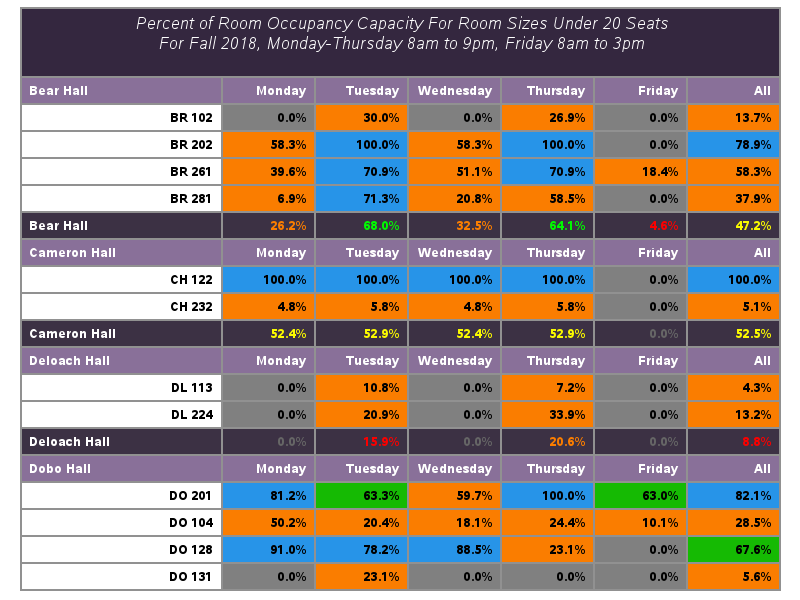 Percent of Room Occupancy Capacity For Room Sizes Under 20 Seats
For Fall 2018, Monday-Thursday 8am to 9pm, Friday 8am to 3pm
Bear Hall Monday Tuesday Wednesday Thursday Friday All
BR 102 0.0% 30.0% 0.0% 26.9% 0.0% 13.7%
BR 202 58.3% 100.0% 58.3% 100.0% 0.0% 78.9%
BR 261 39.6% 70.9% 51.1% 70.9% 18.4% 58.3%
BR 281 6.9% 71.3% 20.8% 58.5% 0.0% 37.9%
Bear Hall 26.2% 68.0% 32.5% 64.1% 4.6% 47.2%
Cameron Hall Monday Tuesday Wednesday Thursday Friday All
CH 122 100.0% 100.0% 100.0% 100.0% 0.0% 100.0%
CH 232 4.8% 5.8% 4.8% 5.8% 0.0% 5.1%
Cameron Hall 52.4% 52.9% 52.4% 52.9% 0.0% 52.5%
Deloach Hall Monday Tuesday Wednesday Thursday Friday All
DL 113 0.0% 10.8% 0.0% 7.2% 0.0% 4.3%
DL 224 0.0% 20.9% 0.0% 33.9% 0.0% 13.2%
Deloach Hall 0.0% 15.9% 0.0% 20.6% 0.0% 8.8%
Dobo Hall Monday Tuesday Wednesday Thursday Friday All
DO 201 81.2% 63.3% 59.7% 100.0% 63.0% 82.1%
DO 104 50.2% 20.4% 18.1% 24.4% 10.1% 28.5%
DO 128 91.0% 78.2% 88.5% 23.1% 0.0% 67.6%
DO 131 0.0% 23.1% 0.0% 0.0% 0.0% 5.6%